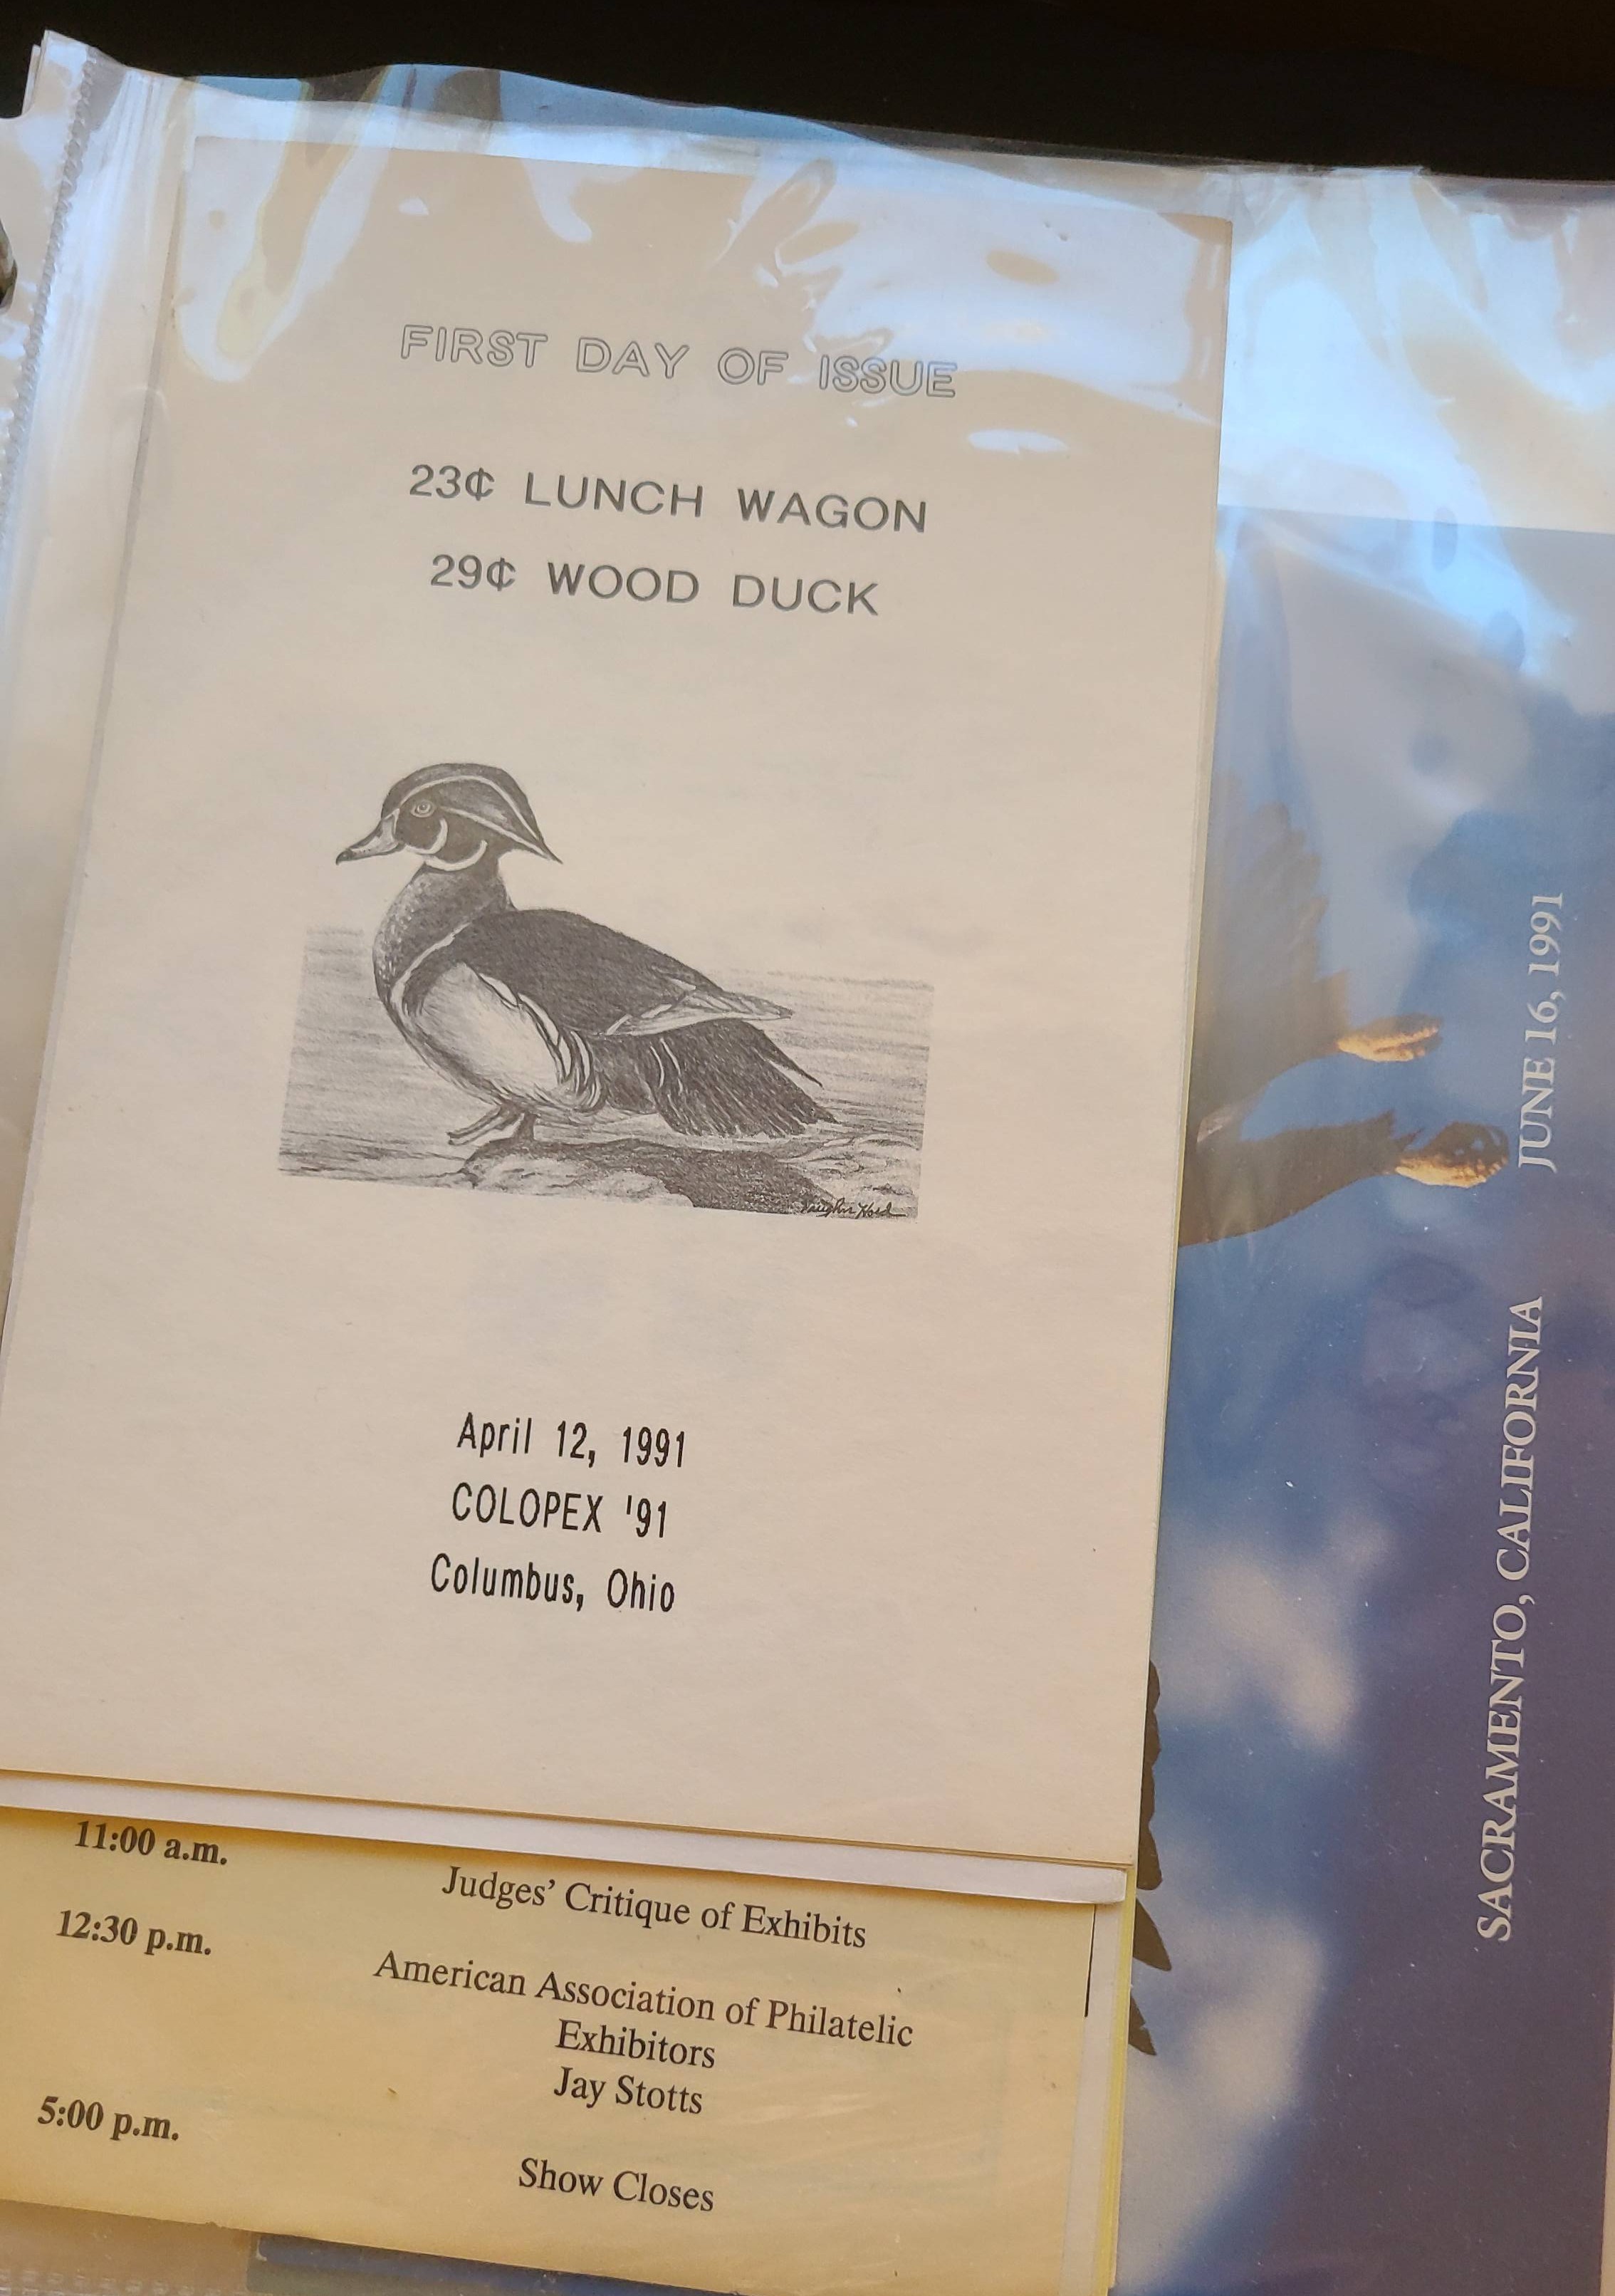 FIRST DAY OF ISSUE
23¢ LUNCH WAGON
29¢ WOOD DUCK
Vaughn Hoid
April 12, 1991
COLOPEX '91
Columbus, Ohio
11:00 a.m.
Judges’ Critique of Exhibits
12:30 p.m.
American Association of Philatelic
Exhibitors
Jay Stotts
5:00 p.m.
Show Closes
SACRAMENTO, CALIFORNIA JUNE 16, 1991